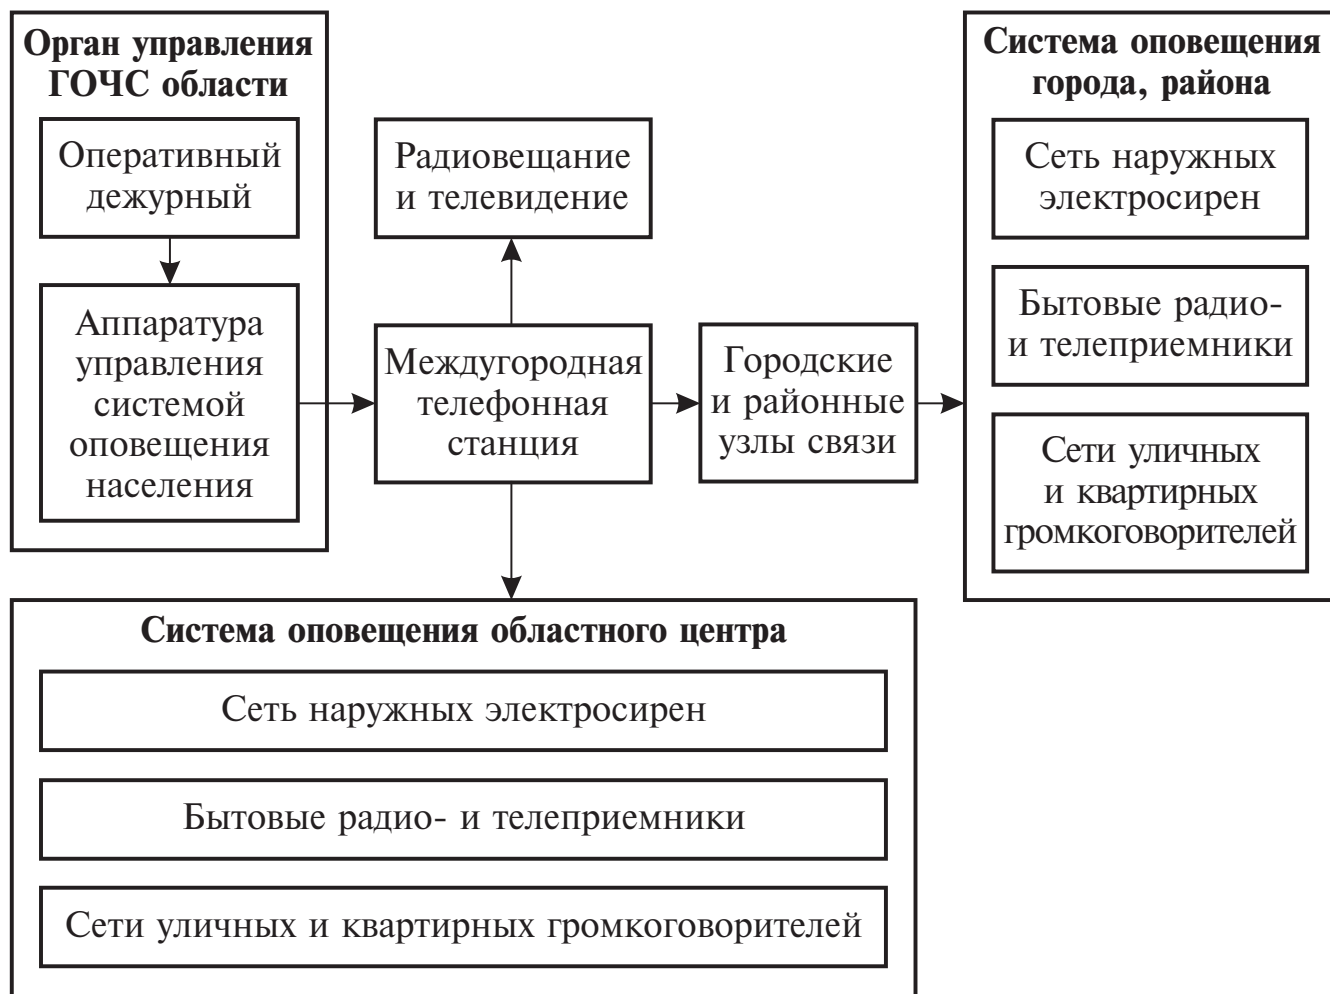 Орган управления
ГОЧС области
Оперативный
дежурный
Аппаратура
управления
системой
оповещения
населения
Радиовещание
и телевидение
Междугородная
телефонная
станция
Городские
и районные
узлы связи
Система оповещения
города, района
Сеть наружных
электросирен
Бытовые радио-
и телеприемники
Сети уличных
и квартирных
громкоговорителей
Система оповещения областного центра
Сеть наружных электросирен
Бытовые радио- и телеприемники
Сети уличных и квартирных громкоговорителей